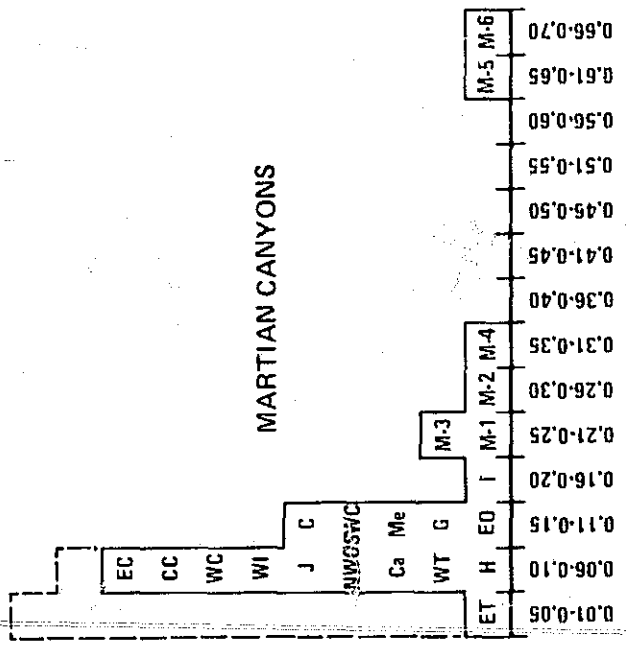 MARTIAN CANYONS
EC
CC
WC
WI
J C
NWOSWC
Ca Me
WT G M-3
ET H EO I M-1 M-2 M-4 M-5 M-6
0,01-0,05
0,06-0,10
0,11-0,15
0,16-0,20
0,21-0,25
0,26-0,30
0,31-0,35
0,36-0,40
0,41-0,45
0,46-0,50
0,51-0,55
0,56-0,60
0,61-0,65
0,66-0,70